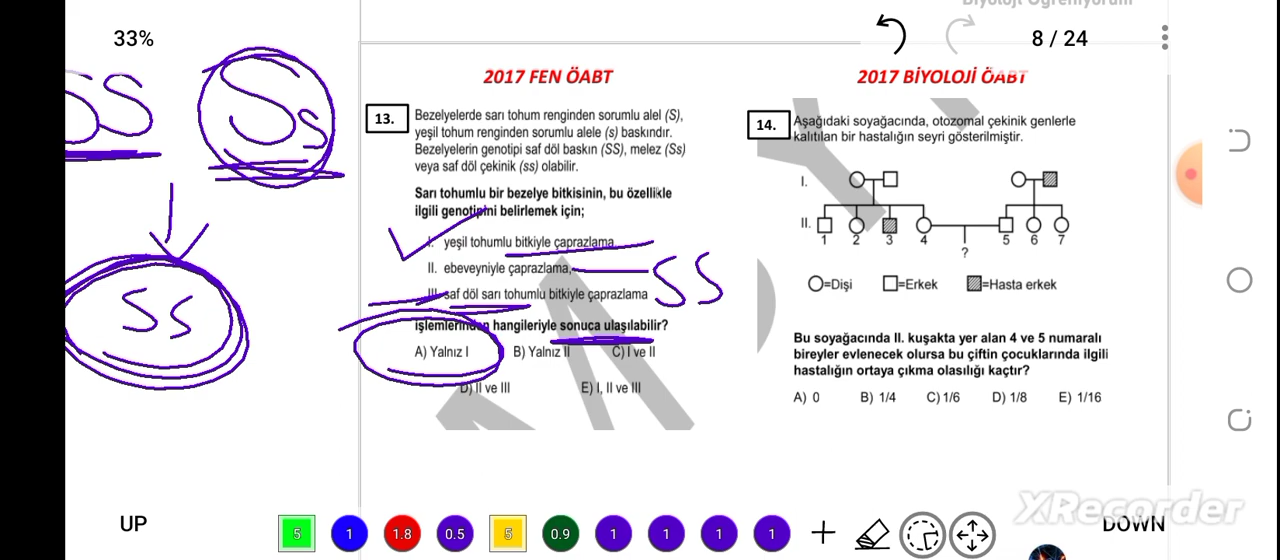 Biyoloji Öğreniyorum
33%
8 / 24
SS
Ss
ss
2017 FEN ÖABT
13.
Bezelyelerde sarı tohum renginden sorumlu alel (S),
yeşil tohum renginden sorumlu alele (s) baskındır.
Bezelyelerin genotipi saf döl baskın (SS), melez (Ss)
veya saf döl çekinik (ss) olabilir.
Sarı tohumlu bir bezelye bitkisinin, bu özellikle
ilgili genotipini belirlemek için;
I. yeşil tohumlu bitkiyle çaprazlama,
II. ebeveyniyle çaprazlama,
III. saf döl sarı tohumlu bitkiyle çaprazlama
SS
işlemlerinden hangileriyle sonuca ulaşılabilir?
A) Yalnız I B) Yalnız II C) I ve II
D) II ve III E) I, II ve III
2017 BİYOLOJİ ÖABT
14.
Aşağıdaki soyağacında, otozomal çekinik genlerle
kalıtılan bir hastalığın seyri gösterilmiştir.
I.
II.
1 2 3 4 5 6 7
?
=Dişi =Erkek =Hasta erkek
Bu soyağacında II. kuşakta yer alan 4 ve 5 numaralı
bireyler evlenecek olursa bu çiftin çocuklarında ilgili
hastalığın ortaya çıkma olasılığı kaçtır?
A) 0 B) 1/4 C) 1/6 D) 1/8 E) 1/16
UP
5 1 1.8 0.5 5 0.9 1 1 1 1
XRecorder
DOWN